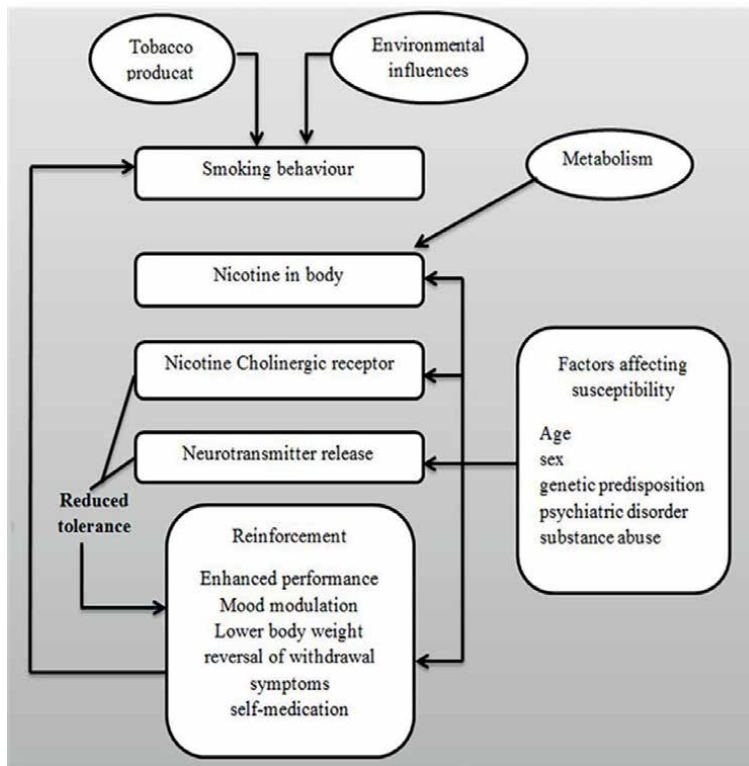 Tobacco
producat
Environmental
influences
Smoking behaviour
Metabolism
Nicotine in body
Nicotine Cholinergic receptor
Factors affecting
susceptibility
Age
sex
genetic predisposition
psychiatric disorder
substance abuse
Neurotransmitter release
Reduced
tolerance
Reinforcement
Enhanced performance
Mood modulation
Lower body weight
reversal of withdrawal
symptoms
self-medication